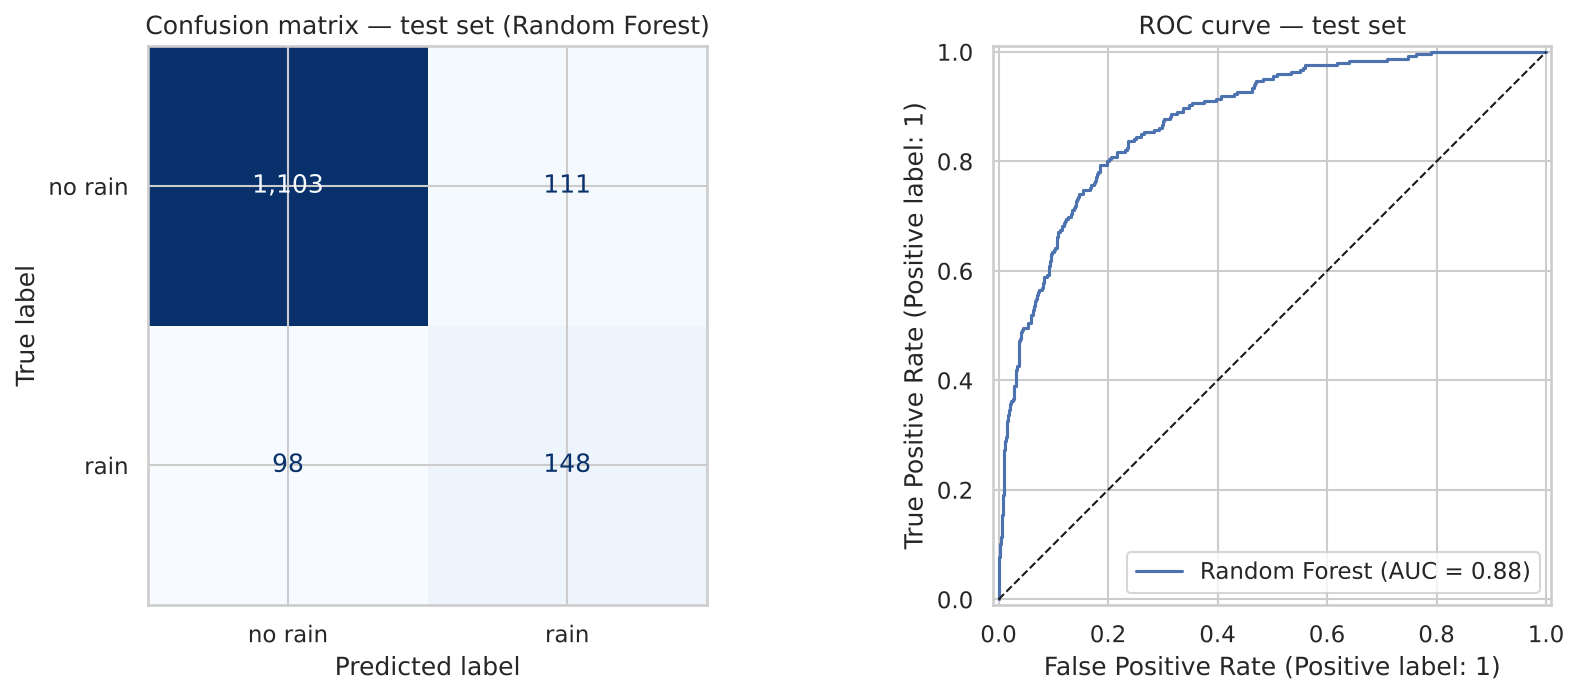 Confusion matrix — test set (Random Forest)
True label
no rain
1,103
111
rain
98
148
no rain
rain
Predicted label
ROC curve — test set
True Positive Rate (Positive label: 1)
1.0
0.8
0.6
0.4
0.2
0.0
Random Forest (AUC = 0.88)
0.0
0.2
0.4
0.6
0.8
1.0
False Positive Rate (Positive label: 1)